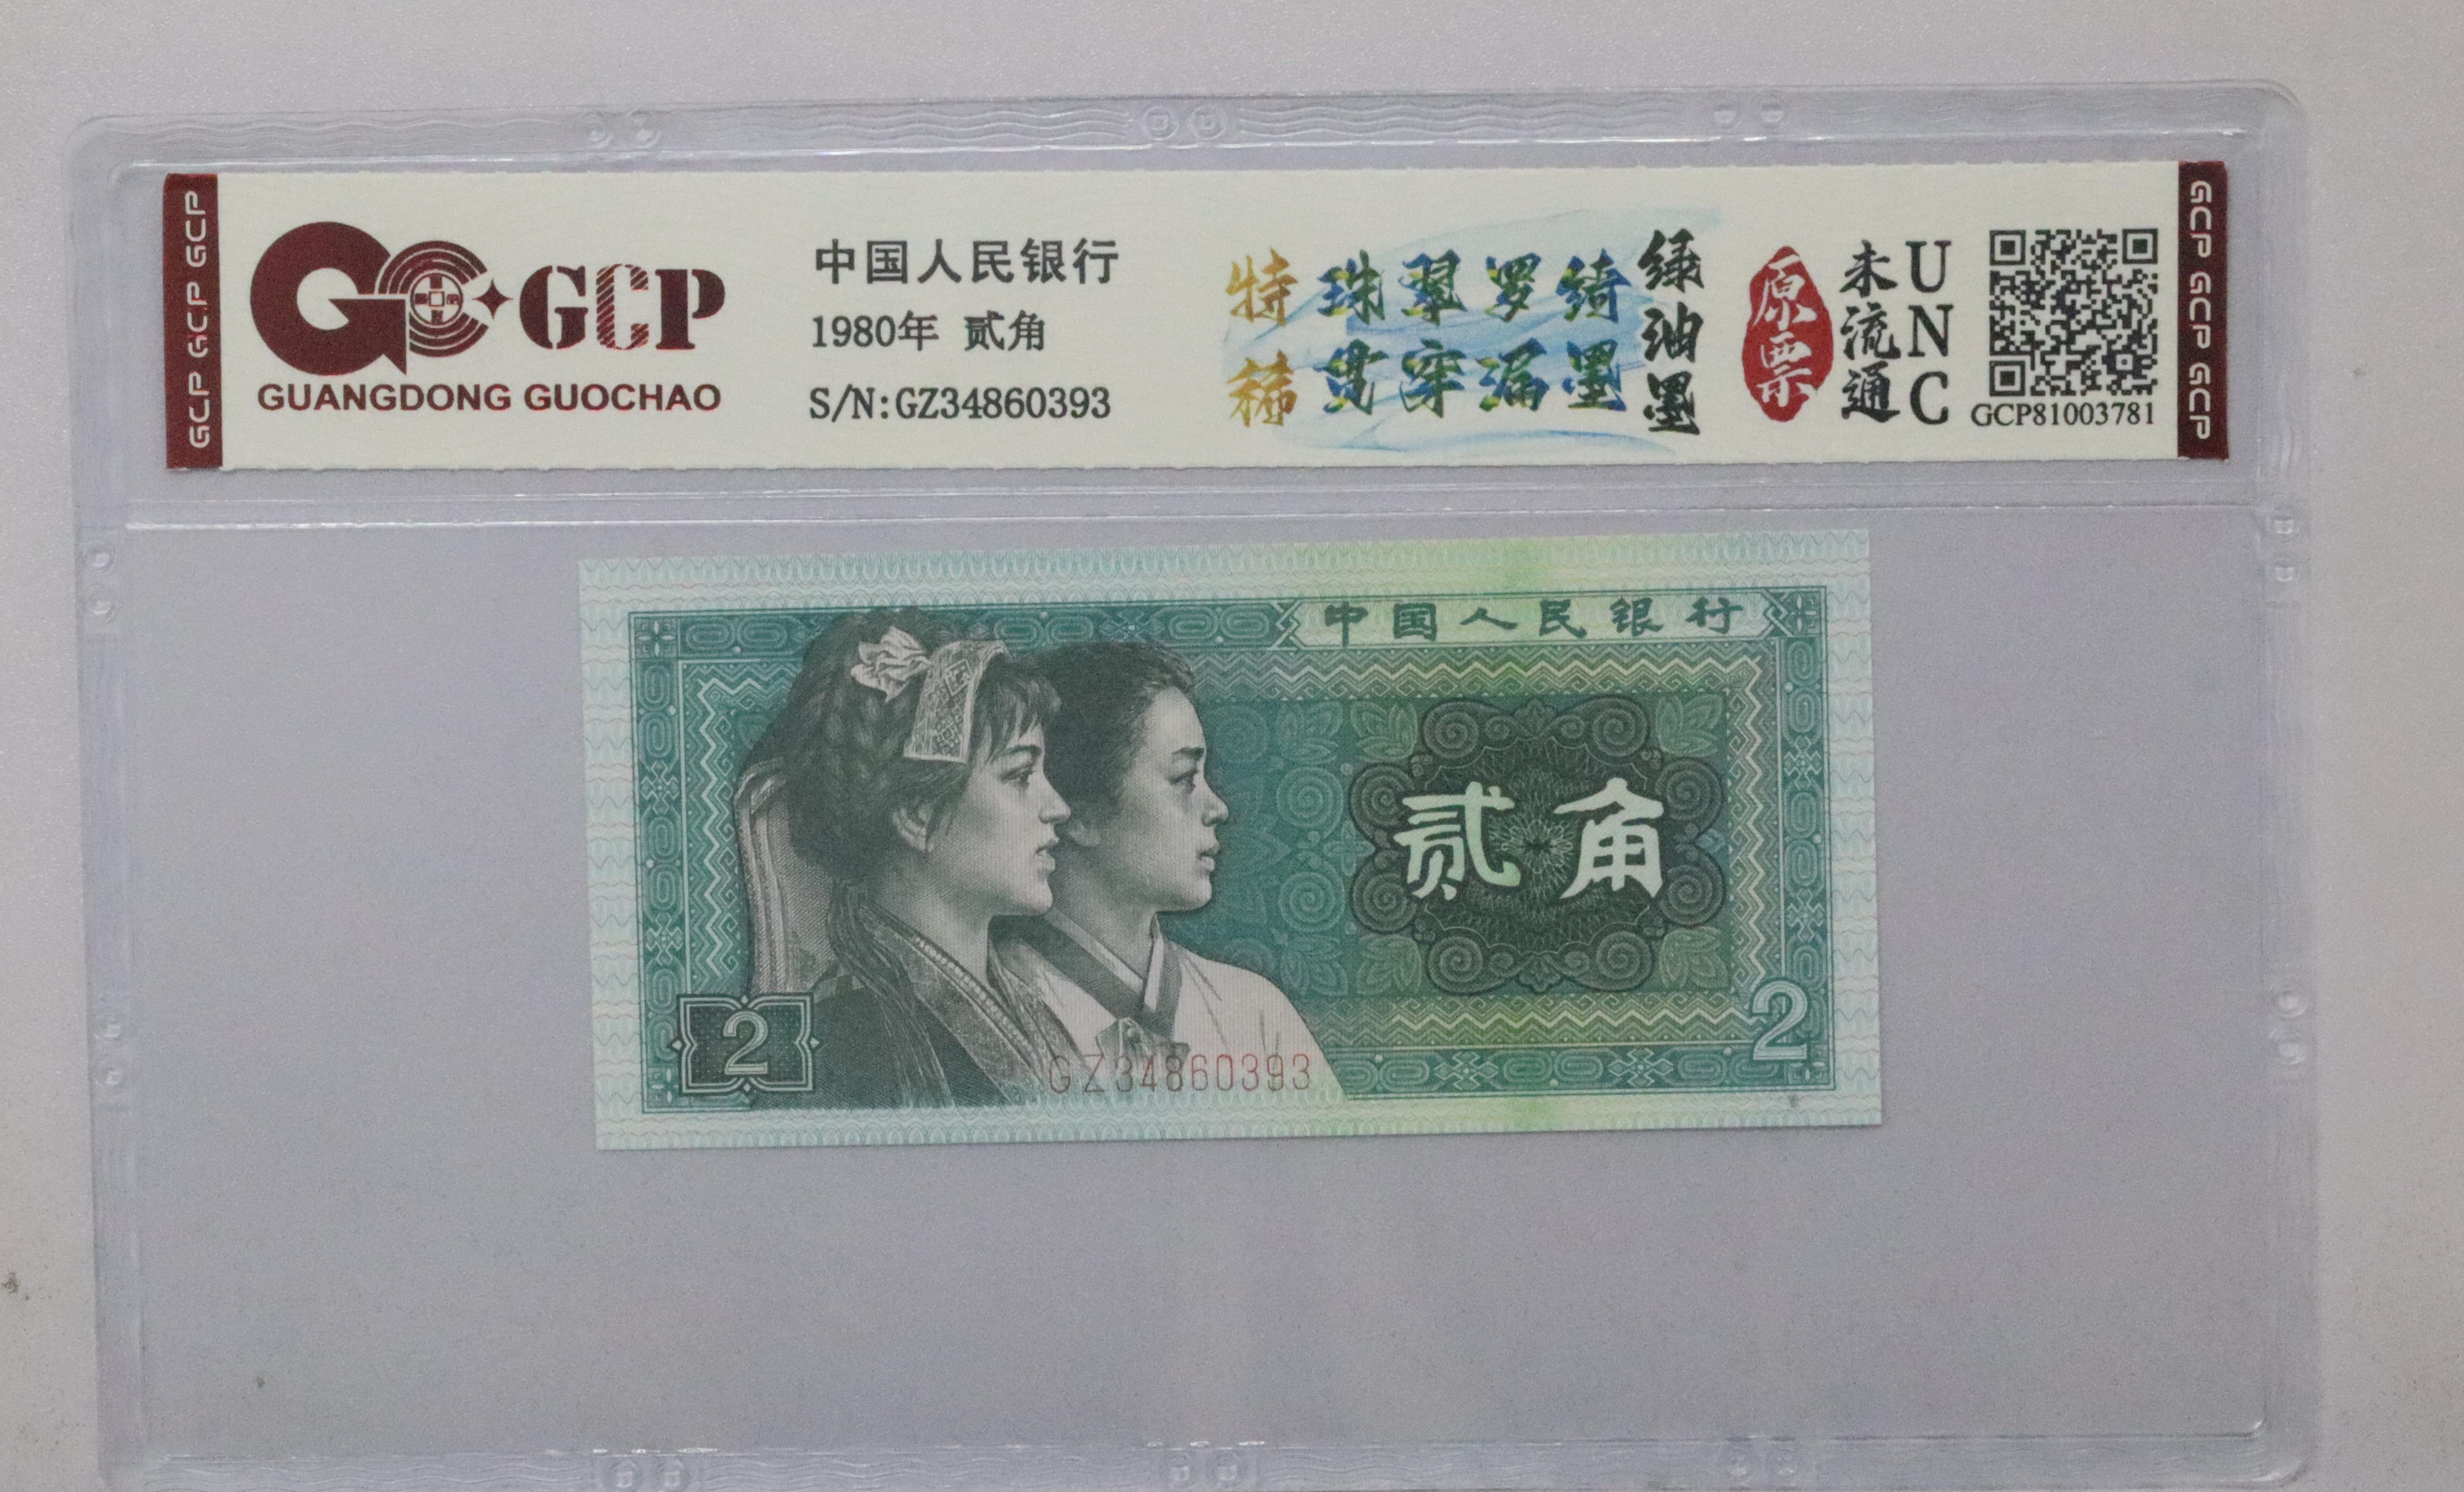 GCP GCP GCP
GCP
GUANGDONG GUOCHAO
中国人民银行
1980年 贰角
S/N:GZ34860393
特稀
珠翠罗绮
贯穿漏墨
绿油墨
原票
未流通
UNC
GCP81003781
GCP GCP GCP
中国人民银行
贰角
2
GZ34860393
2